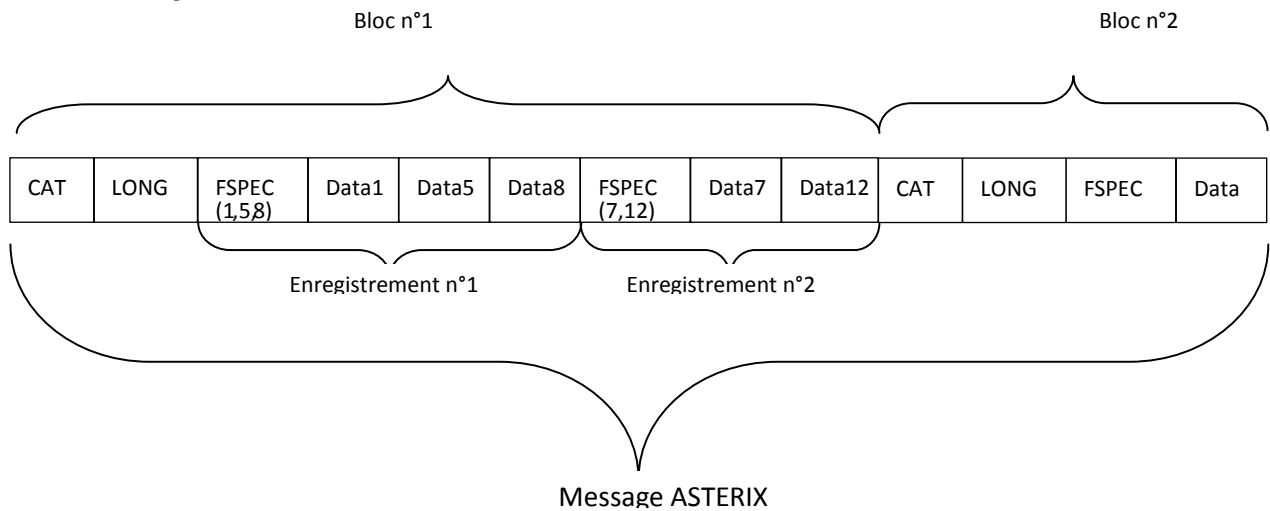 Bloc n°1 Bloc n°2
CAT LONG FSPEC Data1 Data5 Data8 FSPEC Data7 Data12 CAT LONG FSPEC Data
(1,5,8) (7,12)
Enregistrement n°1 Enregistrement n°2
Message ASTERIX